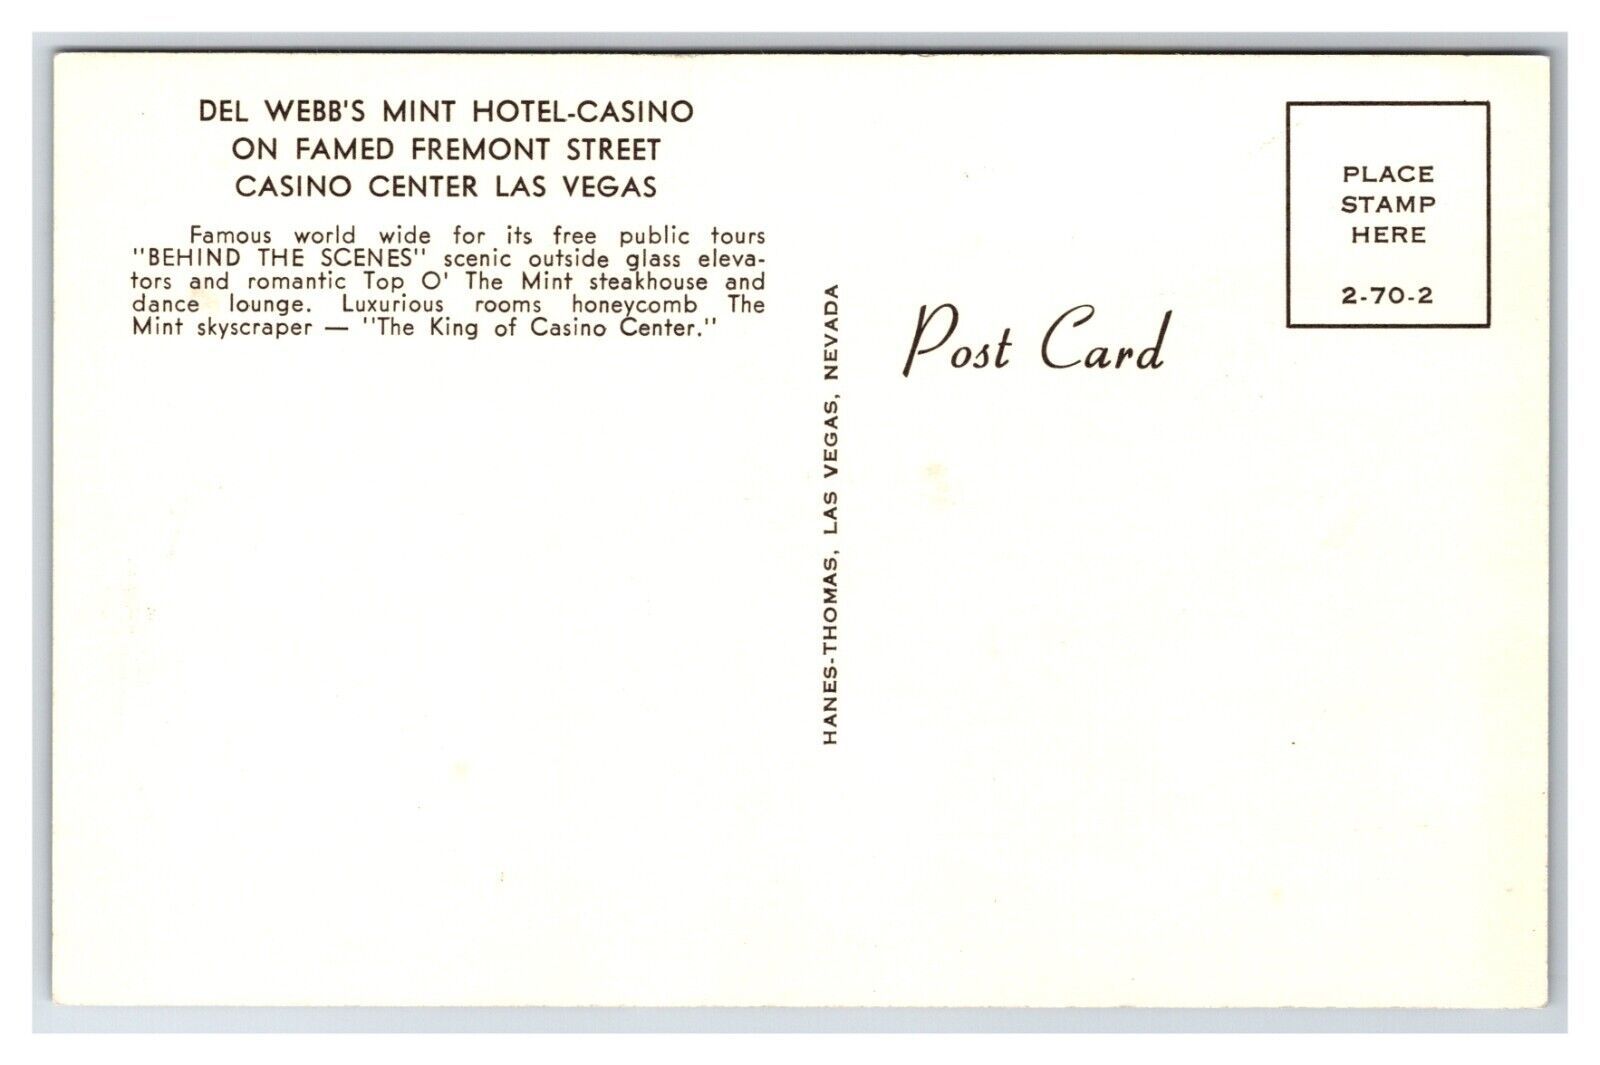 DEL WEBB'S MINT HOTEL-CASINO
ON FAMED FREMONT STREET
CASINO CENTER LAS VEGAS
Famous world wide for its free public tours
"BEHIND THE SCENES" scenic outside glass eleva-
tors and romantic Top O' The Mint steakhouse and
dance lounge. Luxurious rooms honeycomb The
Mint skyscraper — "The King of Casino Center."
HANES-THOMAS, LAS VEGAS, NEVADA
Post Card
PLACE
STAMP
HERE
2-70-2